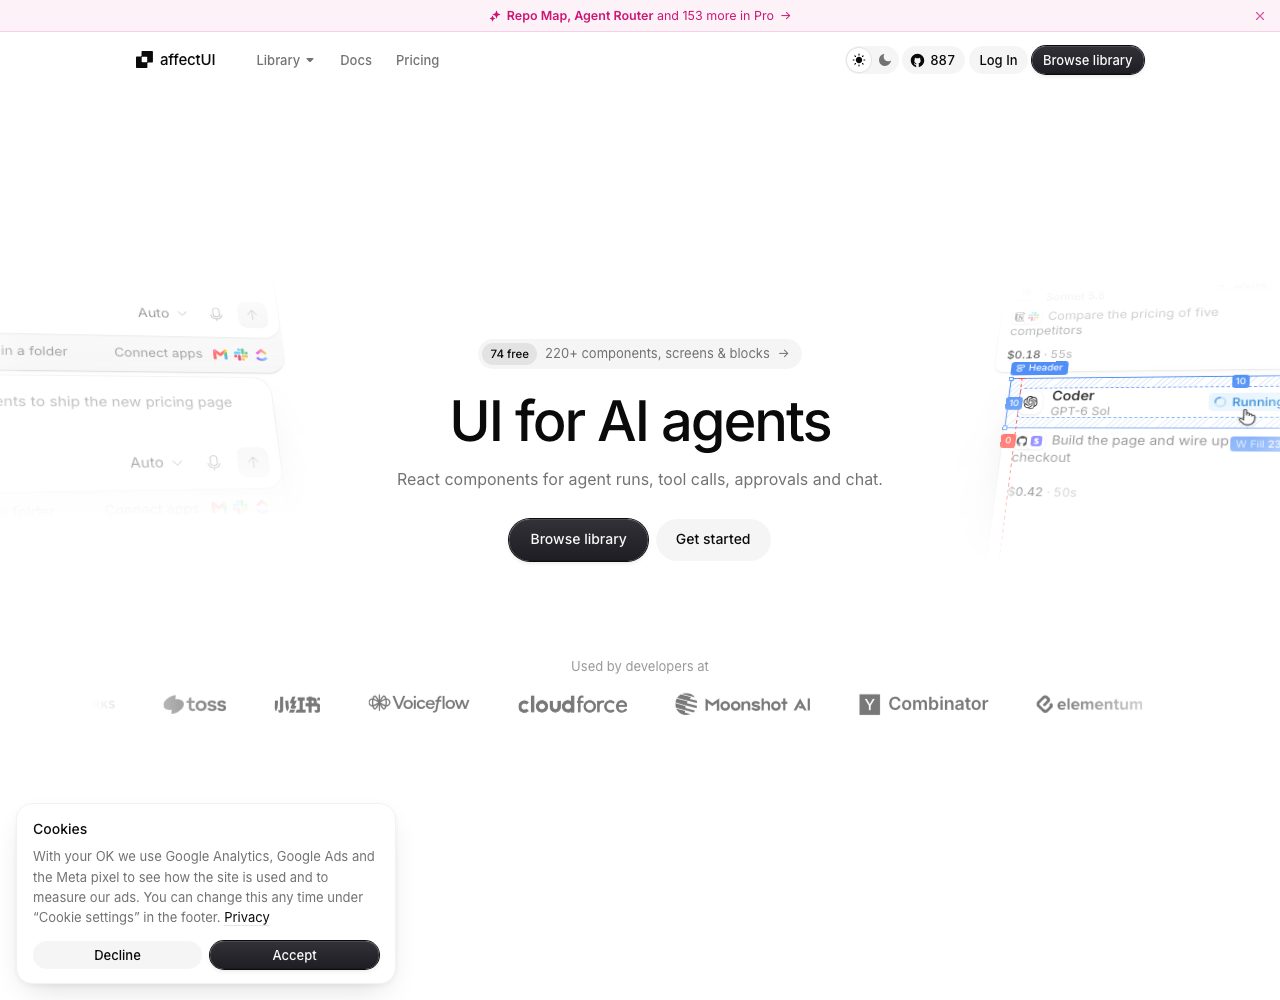 Repo Map, Agent Router and 153 more in Pro →
affectUI
Library
Docs
Pricing
887
Log In
Browse library
Auto
in a folder
Connect apps
ents to ship the new pricing page
Auto
Connect apps
74 free
220+ components, screens & blocks →
UI for AI agents
React components for agent runs, tool calls, approvals and chat.
Browse library
Get started
Compare the pricing of five
competitors
$0.18 · 55s
Header
10
10
Coder
GPT-6 Sol
Running
0
Build the page and wire up
checkout
W Fill 23
$0.42 · 50s
Used by developers at
toss
小红书
Voiceflow
cloudforce
Moonshot AI
Y Combinator
elementum
Cookies
With your OK we use Google Analytics, Google Ads and
the Meta pixel to see how the site is used and to
measure our ads. You can change this any time under
“Cookie settings” in the footer. Privacy
Decline
Accept